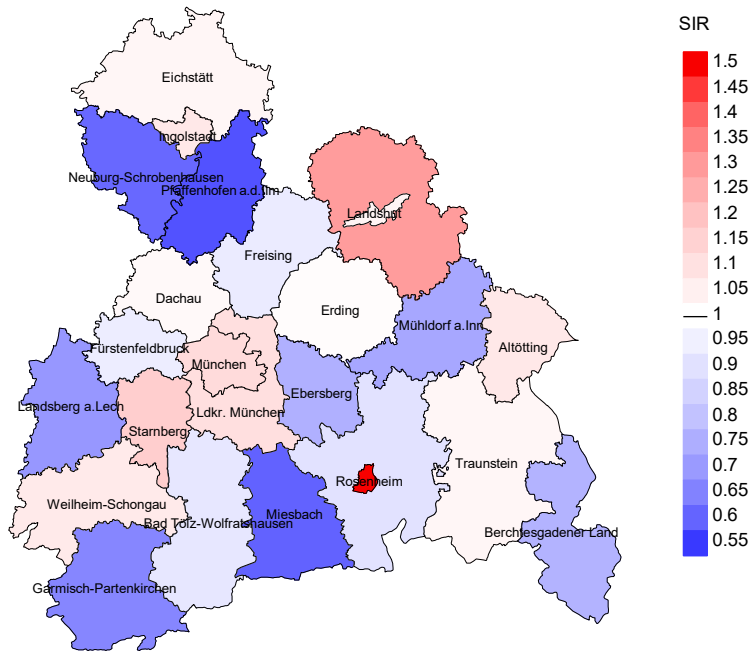 SIR
1.5
1.45
1.4
1.35
1.3
1.25
1.2
1.15
1.1
1.05
1
0.95
0.9
0.85
0.8
0.75
0.7
0.65
0.6
0.55
Eichstätt
Ingolstadt
Neuburg-Schrobenhausen
Pfaffenhofen a.d.Ilm
Landshut
Freising
Dachau
Erding
Mühldorf a.Inn
Fürstenfeldbruck
München
Altötting
Ebersberg
Landsberg a.Lech
Ldkr. München
Starnberg
Traunstein
Rosenheim
Weilheim-Schongau
Miesbach
Bad Tölz-Wolfratshausen
Berchtesgadener Land
Garmisch-Partenkirchen